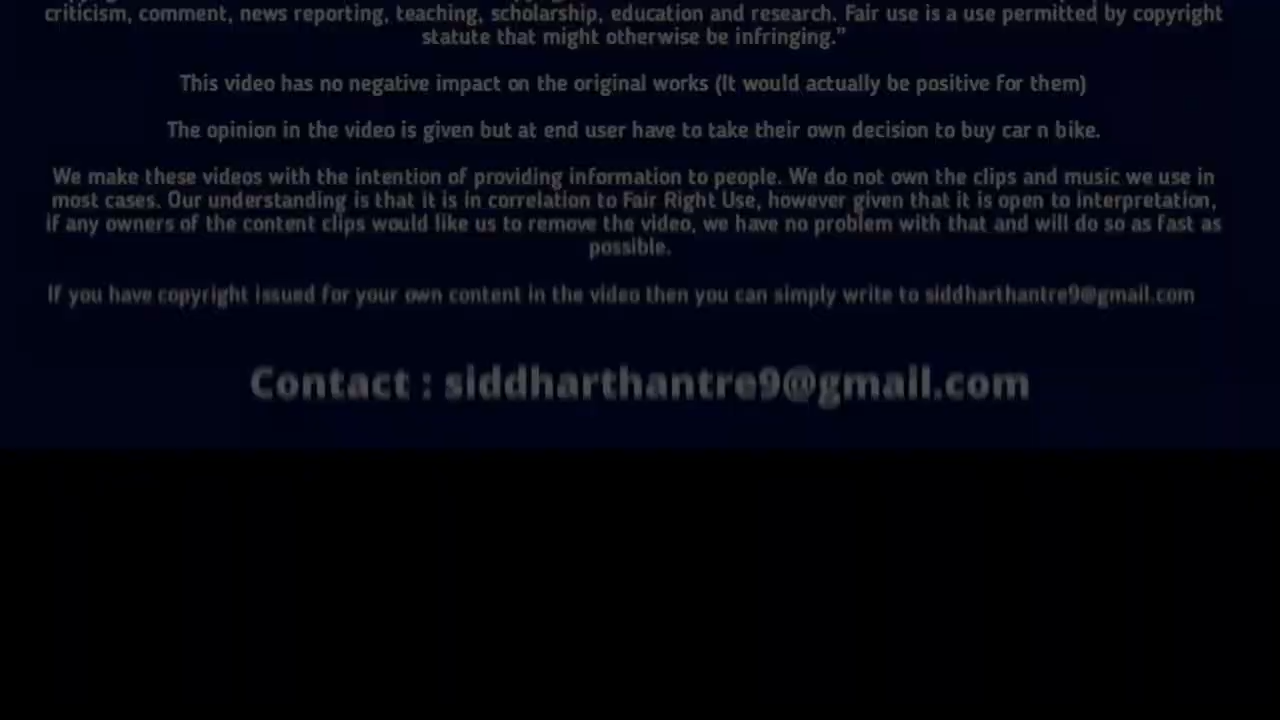 criticism, comment, news reporting, teaching, scholarship, education and research. Fair use is a use permitted by copyright
statute that might otherwise be infringing.”
This video has no negative impact on the original works (It would actually be positive for them)
The opinion in the video is given but at end user have to take their own decision to buy car n bike.
We make these videos with the intention of providing information to people. We do not own the clips and music we use in
most cases. Our understanding is that it is in correlation to Fair Right Use, however given that it is open to interpretation,
if any owners of the content clips would like us to remove the video, we have no problem with that and will do so as fast as
possible.
If you have copyright issued for your own content in the video then you can simply write to siddharthantre9@gmail.com
Contact : siddharthantre9@gmail.com